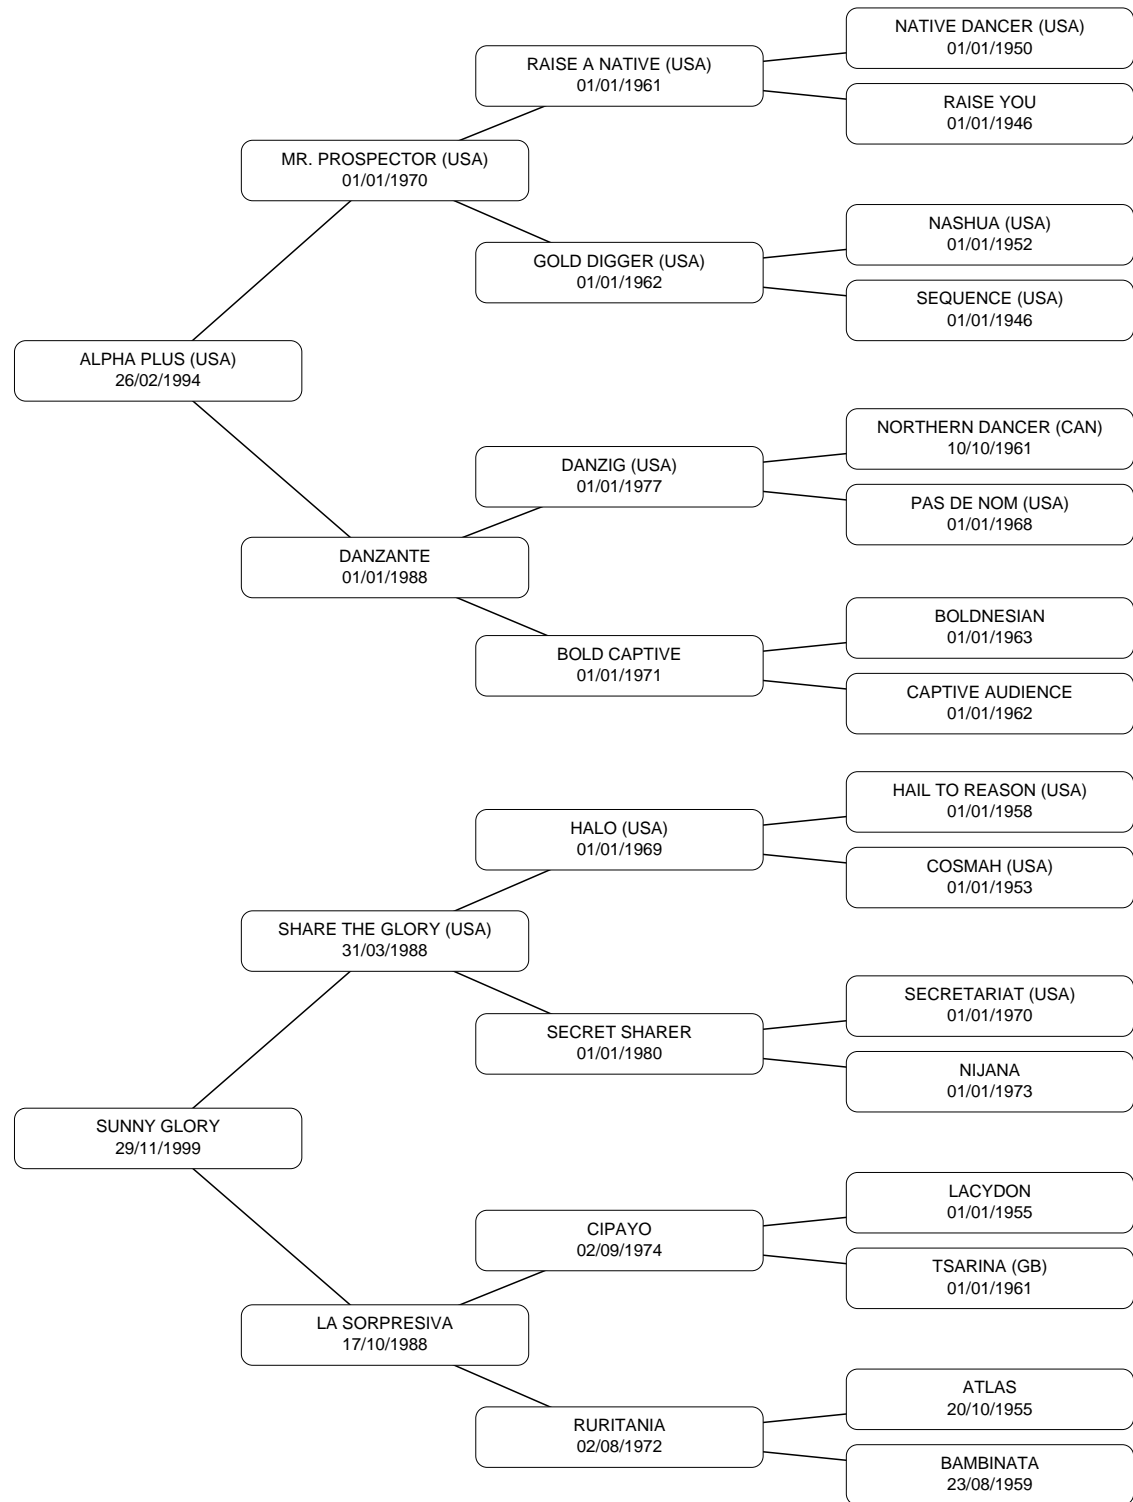 NATIVE DANCER (USA)
01/01/1950
RAISE A NATIVE (USA)
01/01/1961
RAISE YOU
01/01/1946
MR. PROSPECTOR (USA)
01/01/1970
NASHUA (USA)
01/01/1952
GOLD DIGGER (USA)
01/01/1962
SEQUENCE (USA)
01/01/1946
ALPHA PLUS (USA)
26/02/1994
NORTHERN DANCER (CAN)
10/10/1961
DANZIG (USA)
01/01/1977
PAS DE NOM (USA)
01/01/1968
DANZANTE
01/01/1988
BOLDNESIAN
01/01/1963
BOLD CAPTIVE
01/01/1971
CAPTIVE AUDIENCE
01/01/1962
HAIL TO REASON (USA)
01/01/1958
HALO (USA)
01/01/1969
COSMAH (USA)
01/01/1953
SHARE THE GLORY (USA)
31/03/1988
SECRETARIAT (USA)
01/01/1970
SECRET SHARER
01/01/1980
NIJANA
01/01/1973
SUNNY GLORY
29/11/1999
LACYDON
01/01/1955
CIPAYO
02/09/1974
TSARINA (GB)
01/01/1961
LA SORPRESIVA
17/10/1988
ATLAS
20/10/1955
RURITANIA
02/08/1972
BAMBINATA
23/08/1959